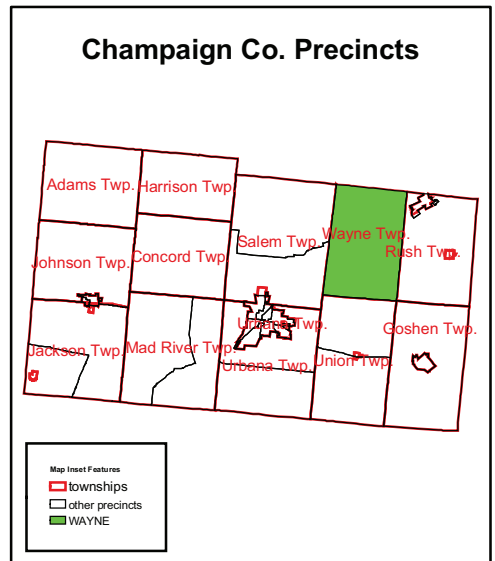 Champaign Co. Precincts
Adams Twp.
Harrison Twp.
Salem Twp.
Wayne Twp.
Rush Twp.
Johnson Twp.
Concord Twp.
Jackson Twp.
Mad River Twp.
Urbana Twp.
Urbana Twp.
Union Twp.
Goshen Twp.
Map Inset Features
townships
other precincts
WAYNE